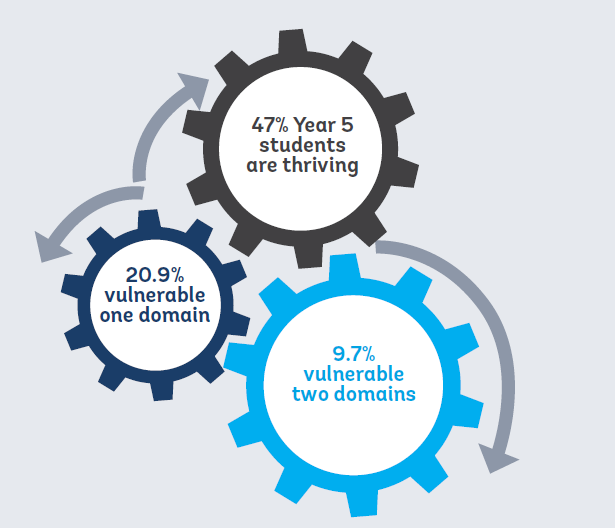 47% Year 5
students
are thriving
20.9%
vulnerable
one domain
9.7%
vulnerable
two domains